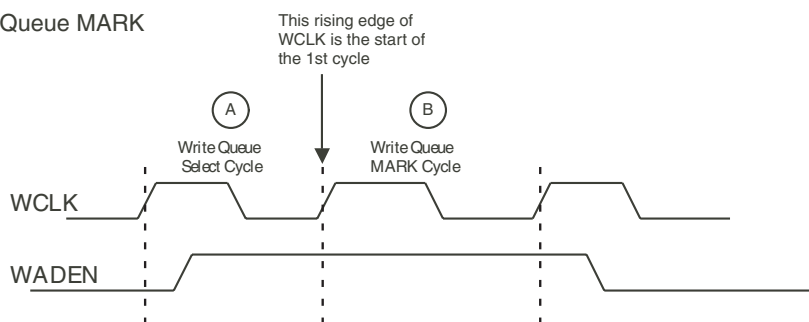 Queue MARK
This rising edge of
WCLK is the start of
the 1st cycle
A
B
Write Queue
Select Cycle
Write Queue
MARK Cycle
WCLK
WADEN